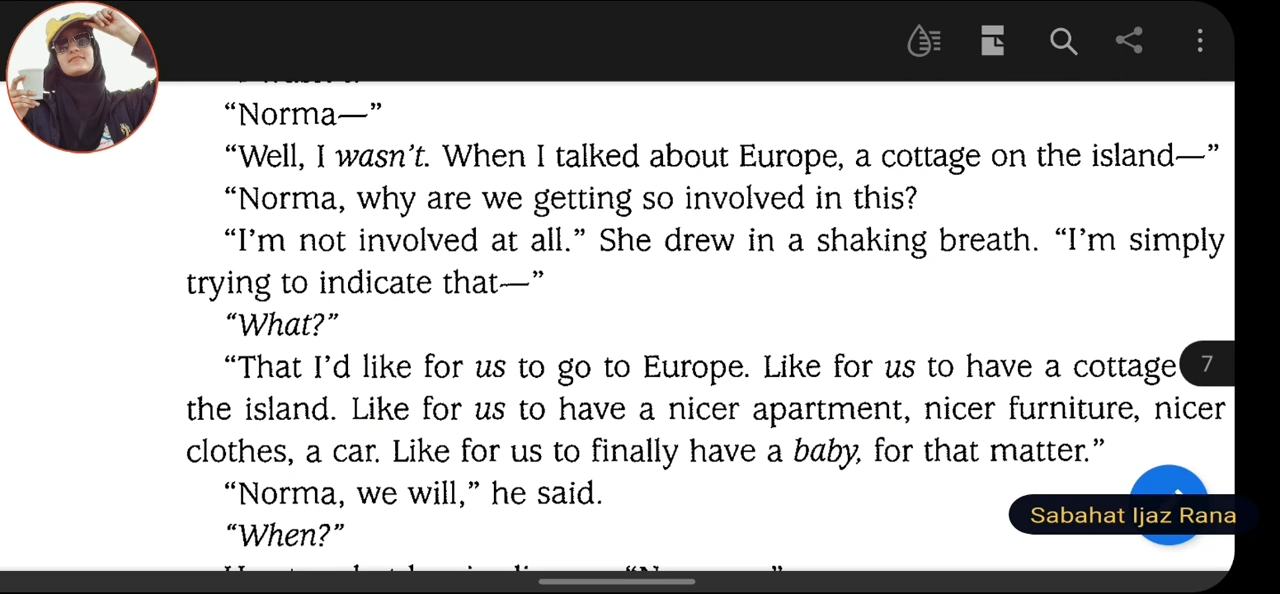 “Norma—”
“Well, I wasn’t. When I talked about Europe, a cottage on the island—”
“Norma, why are we getting so involved in this?
“I’m not involved at all.” She drew in a shaking breath. “I’m simply
trying to indicate that—”
“What?”
“That I’d like for us to go to Europe. Like for us to have a cottage
7
the island. Like for us to have a nicer apartment, nicer furniture, nicer
clothes, a car. Like for us to finally have a baby, for that matter.”
“Norma, we will,” he said.
Sabahat Ijaz Rana
“When?”